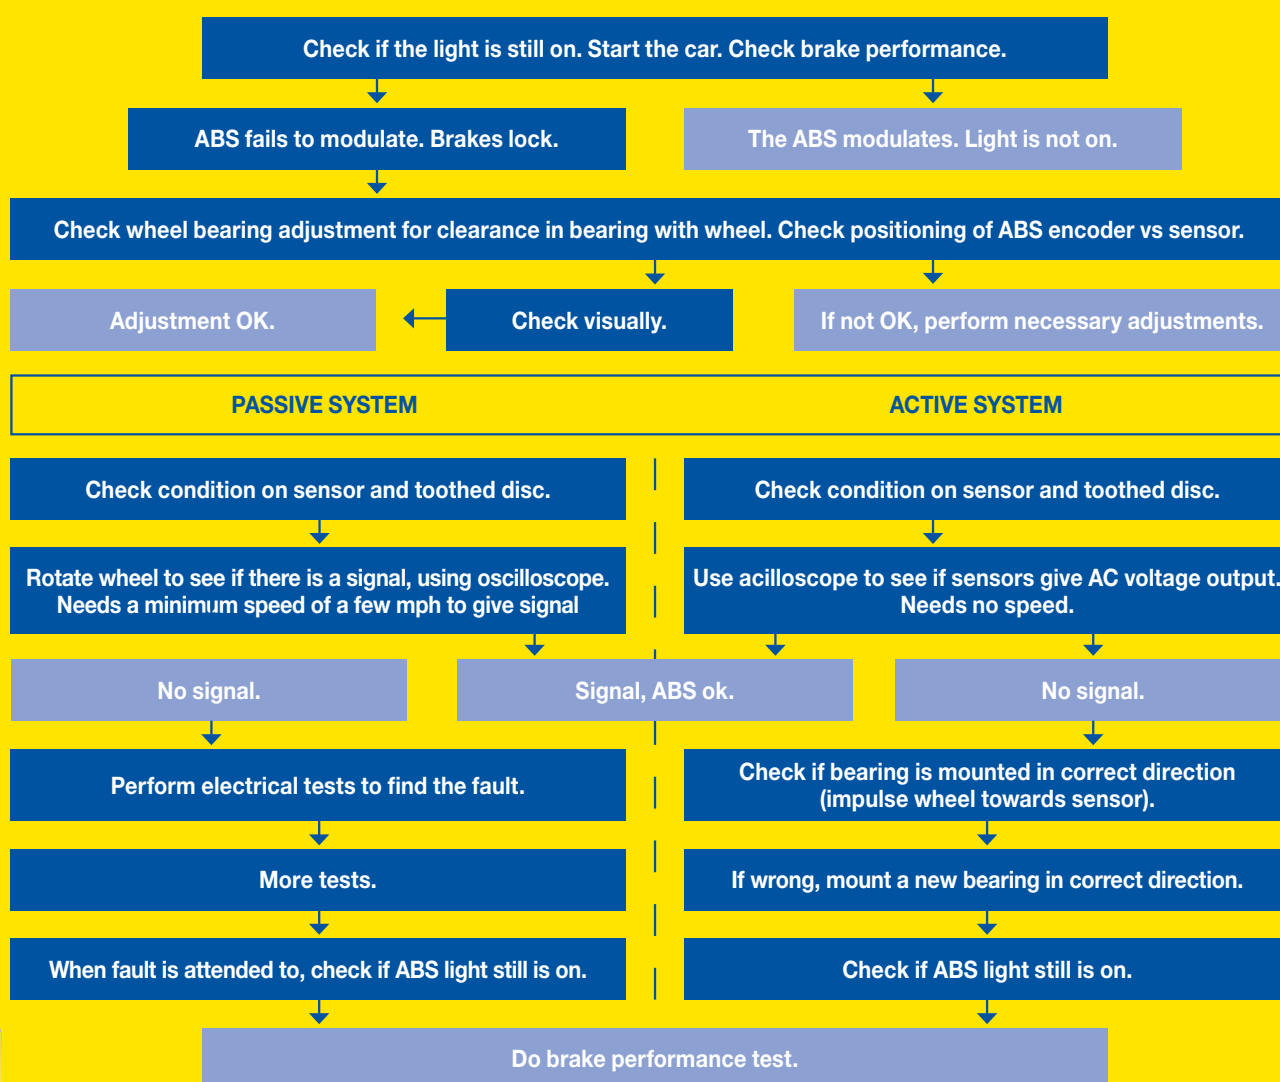 Check if the light is still on. Start the car. Check brake performance.
ABS fails to modulate. Brakes lock.
The ABS modulates. Light is not on.
Check wheel bearing adjustment for clearance in bearing with wheel. Check positioning of ABS encoder vs sensor.
Adjustment OK.
Check visually.
If not OK, perform necessary adjustments.
PASSIVE SYSTEM
ACTIVE SYSTEM
Check condition on sensor and toothed disc.
Check condition on sensor and toothed disc.
Rotate wheel to see if there is a signal, using oscilloscope.
Needs a minimum speed of a few mph to give signal
Use acilloscope to see if sensors give AC voltage output.
Needs no speed.
No signal.
Signal, ABS ok.
No signal.
Perform electrical tests to find the fault.
Check if bearing is mounted in correct direction
(impulse wheel towards sensor).
More tests.
If wrong, mount a new bearing in correct direction.
When fault is attended to, check if ABS light still is on.
Check if ABS light still is on.
Do brake performance test.